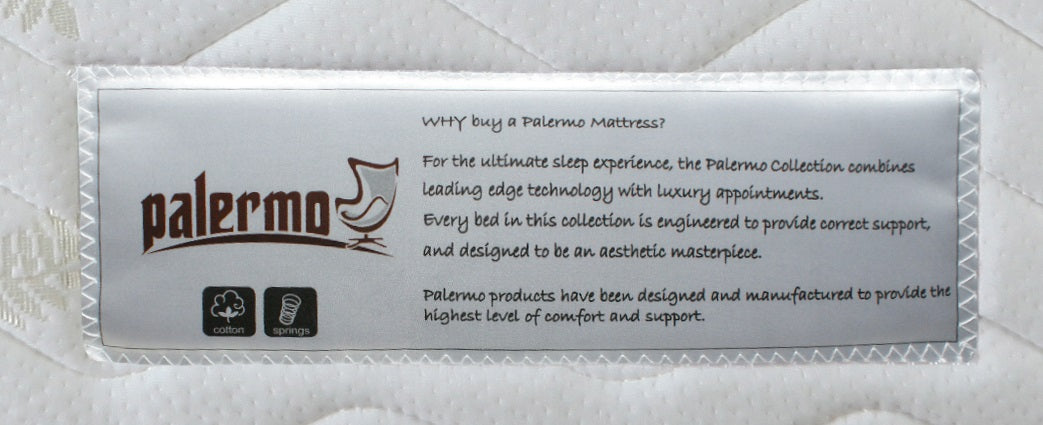 palermo
cotton
springs
WHY buy a Palermo Mattress?
For the ultimate sleep experience, the Palermo Collection combines
leading edge technology with luxury appointments.
Every bed in this collection is engineered to provide correct support,
and designed to be an aesthetic masterpiece.
Palermo products have been designed and manufactured to provide the
highest level of comfort and support.